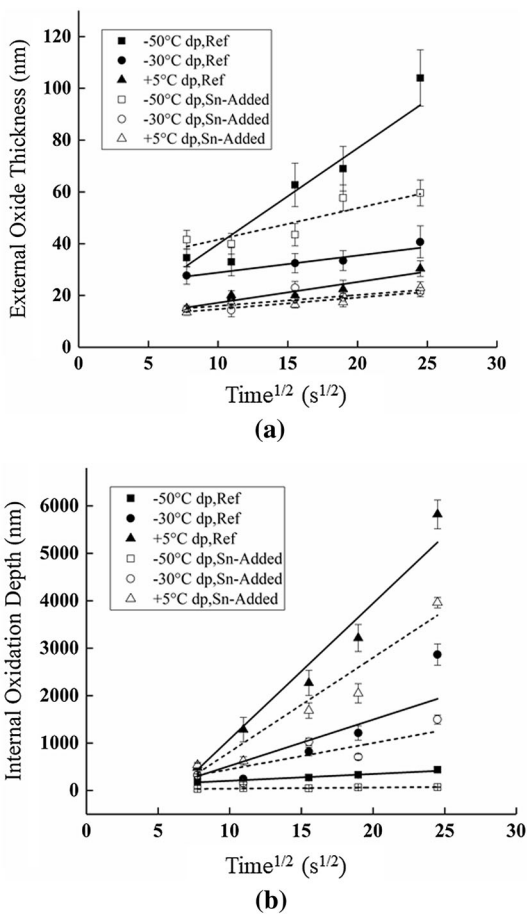 (a)
120
100
80
60
40
20
0
External Oxide Thickness (nm)
-50°C dp,Ref
-30°C dp,Ref
+5°C dp,Ref
-50°C dp,Sn-Added
-30°C dp,Sn-Added
+5°C dp,Sn-Added
0 5 10 15 20 25 30
Time1/2 (s1/2)
(a)
6000
5000
4000
3000
2000
1000
0
Internal Oxidation Depth (nm)
-50°C dp,Ref
-30°C dp,Ref
+5°C dp,Ref
-50°C dp,Sn-Added
-30°C dp,Sn-Added
+5°C dp,Sn-Added
0 5 10 15 20 25 30
Time1/2 (s1/2)
(b)